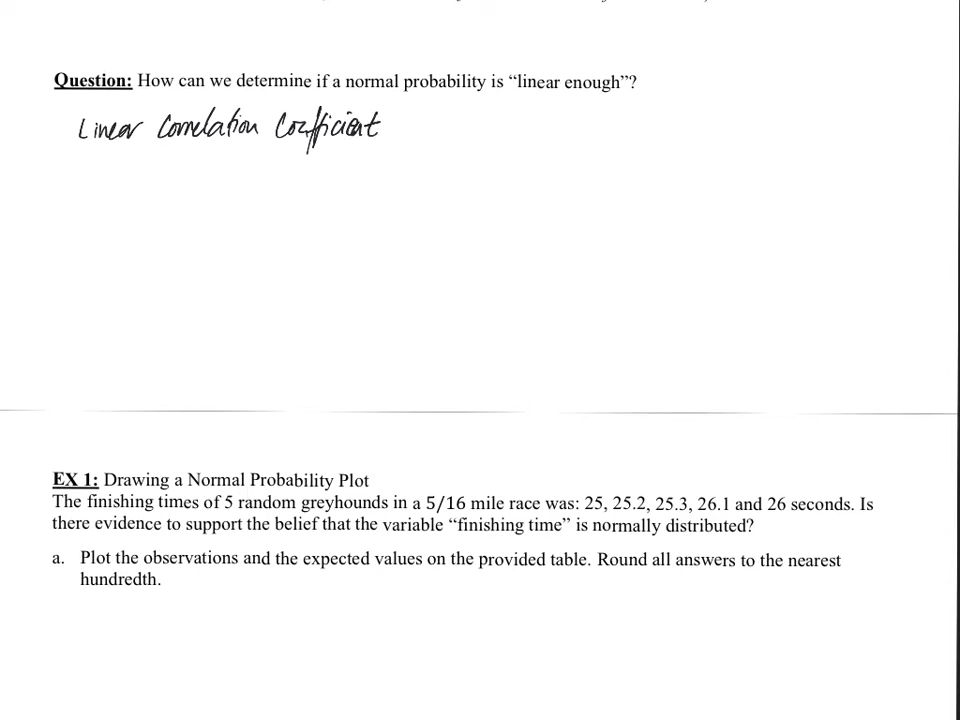 Question: How can we determine if a normal probability is “linear enough”?
Linear Correlation Coefficient
EX 1: Drawing a Normal Probability Plot
The finishing times of 5 random greyhounds in a 5/16 mile race was: 25, 25.2, 25.3, 26.1 and 26 seconds. Is
there evidence to support the belief that the variable “finishing time” is normally distributed?
a. Plot the observations and the expected values on the provided table. Round all answers to the nearest
hundredth.